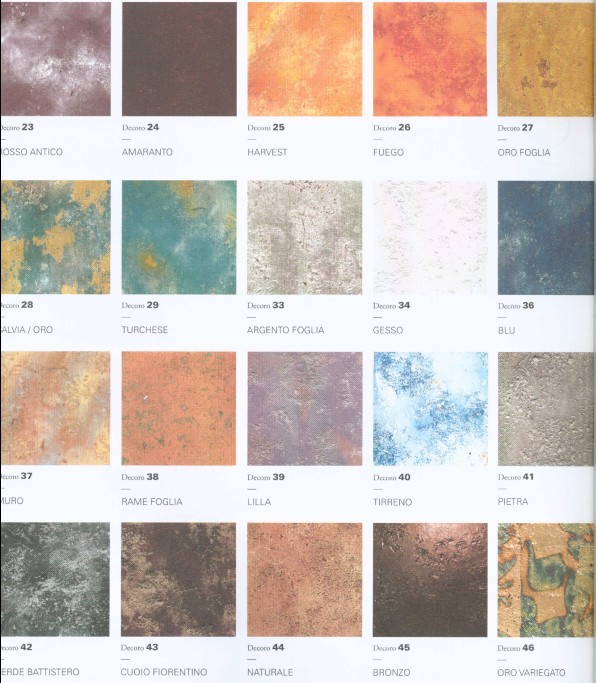 Decoro 23
Decoro 24
Decoro 25
Decoro 26
Decoro 27
OSSO ANTICO
AMARANTO
HARVEST
FUEGO
ORO FOGLIA
ecoro 28
Decoro 29
Decoro 33
Decoro 34
Decoro 36
ALVIA / ORO
TURCHESE
ARGENTO FOGLIA
GESSO
BLU
ecoro 37
Decoro 38
Decoro 39
Decoro 40
Decoro 41
MURO
RAME FOGLIA
LILLA
TIRRENO
PIETRA
ecoro 42
Decoro 43
Decoro 44
Decoro 45
Decoro 46
ERDE BATTISTERO
CUOIO FIORENTINO
NATURALE
BRONZO
ORO VARIEGATO